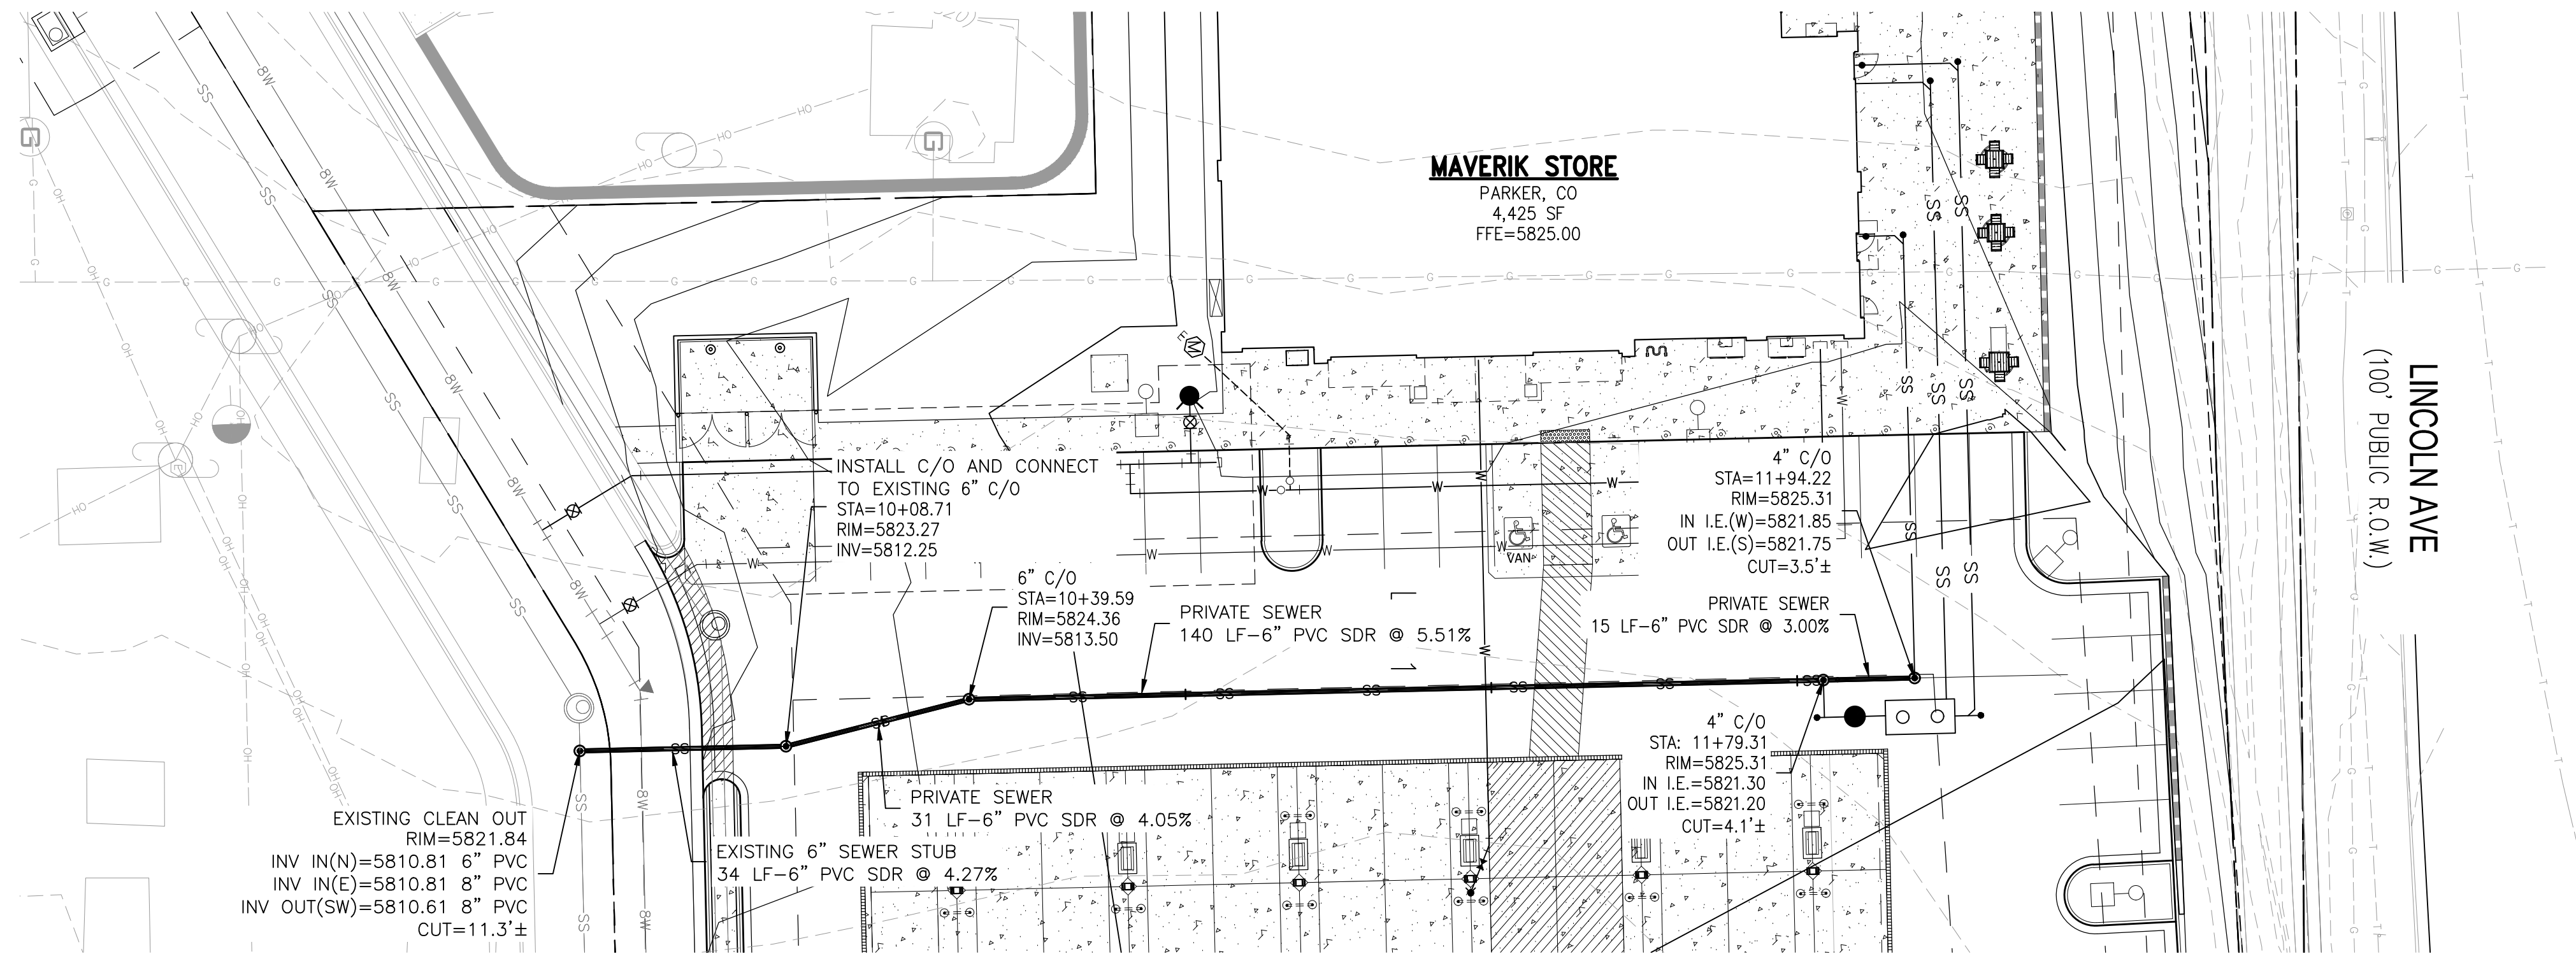 MAVERIK STORE
PARKER, CO
4,425 SF
FFE=5825.00
LINCOLN AVE
(100' PUBLIC R.O.W.)
INSTALL C/O AND CONNECT
TO EXISTING 6" C/O
STA=10+08.71
RIM=5823.27
INV=5812.25
6" C/O
STA=10+39.59
RIM=5824.36
INV=5813.50
PRIVATE SEWER
140 LF-6" PVC SDR @ 5.51%
VAN
4" C/O
STA=11+94.22
RIM=5825.31
IN I.E.(W)=5821.85
OUT I.E.(S)=5821.75
CUT=3.5'±
PRIVATE SEWER
15 LF-6" PVC SDR @ 3.00%
4" C/O
STA: 11+79.31
RIM=5825.31
IN I.E.=5821.30
OUT I.E.=5821.20
CUT=4.1'±
PRIVATE SEWER
31 LF-6" PVC SDR @ 4.05%
EXISTING 6" SEWER STUB
34 LF-6" PVC SDR @ 4.27%
EXISTING CLEAN OUT
RIM=5821.84
INV IN(N)=5810.81 6" PVC
INV IN(E)=5810.81 8" PVC
INV OUT(SW)=5810.61 8" PVC
CUT=11.3'±
SS
8W
OH
G
W
T
E
M